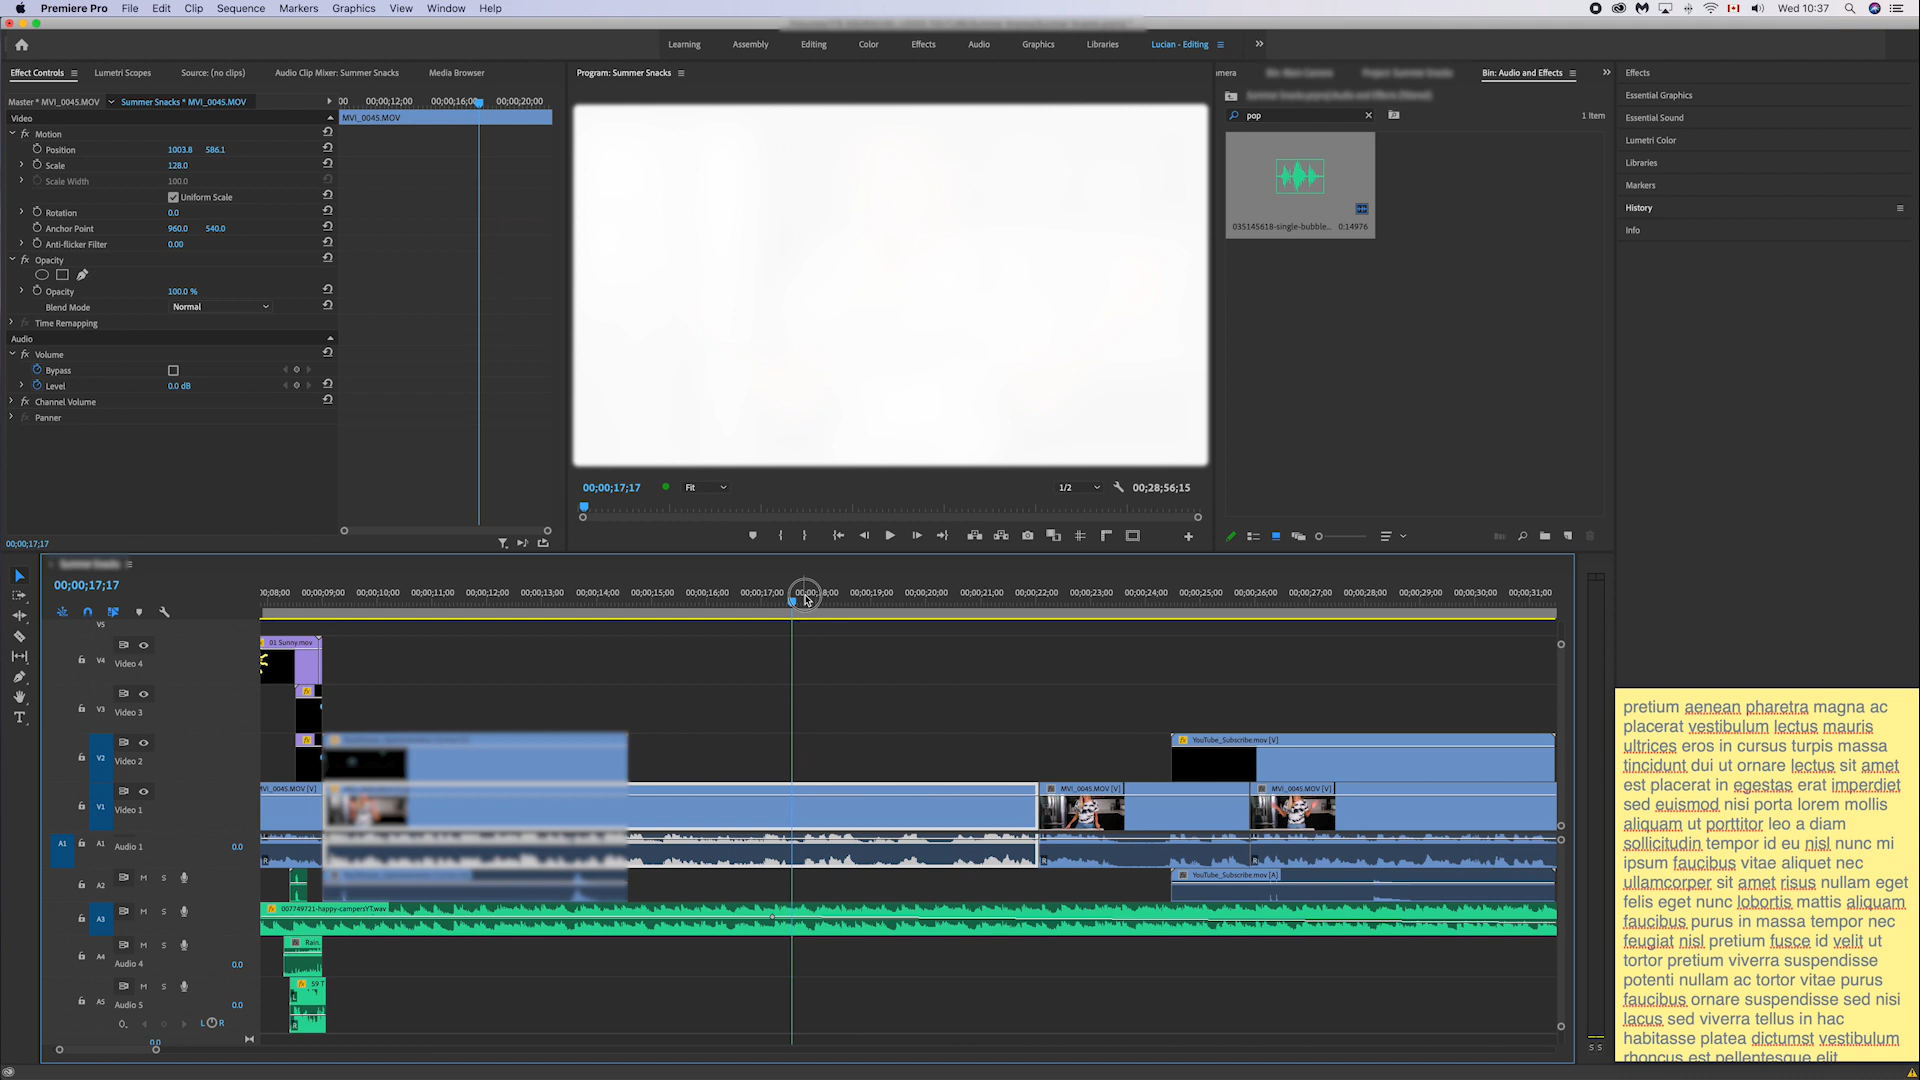 Premiere Pro File Edit Clip Sequence Markers Graphics View Window Help Wed 10:37
Learning Assembly Editing Color Effects Audio Graphics Libraries Lucian - Editing
Effect Controls Lumetri Scopes Source: (no clips) Audio Clip Mixer: Summer Snacks Media Browser
Program: Summer Snacks
mera Bin: Audio and Effects
Effects
Essential Graphics
Essential Sound
Lumetri Color
Libraries
Markers
History
Info
Master * MVI_0045.MOV Summer Snacks * MVI_0045.MOV
:00 00;00;12;00 00;00;16;00 00;00;20;00
Video
MVI_0045.MOV
fx Motion
Position 1003.8 586.1
Scale 128.0
Scale Width 100.0
Uniform Scale
Rotation 0.0
Anchor Point 960.0 540.0
Anti-flicker Filter 0.00
fx Opacity
Opacity 100.0 %
Blend Mode Normal
fx Time Remapping
Audio
fx Volume
Bypass
Level 0.0 dB
fx Channel Volume
fx Panner
00;00;17;17
pop
1 Item
035145618-single-bubble... 0:14976
00;00;17;17 Fit 1/2 00;28;56;15
00;00;17;17
00;08;00 00;00;09;00 00;00;10;00 00;00;11;00 00;00;12;00 00;00;13;00 00;00;14;00 00;00;15;00 00;00;16;00 00;00;17;00 00;00;18;00 00;00;19;00 00;00;20;00 00;00;21;00 00;00;22;00 00;00;23;00 00;00;24;00 00;00;25;00 00;00;26;00 00;00;27;00 00;00;28;00 00;00;29;00 00;00;30;00 00;00;31;00
V5
V4 Video 4
01 Sunny.mov
V3 Video 3
fx
V2 Video 2
fx
YouTube_Subscribe.mov [V]
V1 Video 1
MVI_0045.MOV [V]
MVI_0045.MOV [V]
MVI_0045.MOV [V]
A1 A1 Audio 1 0.0
R
R
R
A2 M S
YouTube_Subscribe.mov [A]
A3 M S
007749721-happy-campersYT.wav
A4 M S
Audio 4 0.0
Rain.
A5 M S
Audio 5 0.0
59 T
L
R
0. L R
0.0
S S
pretium aenean pharetra magna ac
placerat vestibulum lectus mauris
ultrices eros in cursus turpis massa
tincidunt dui ut ornare lectus sit amet
est placerat in egestas erat imperdiet
sed euismod nisi porta lorem mollis
aliquam ut porttitor leo a diam
sollicitudin tempor id eu nisl nunc mi
ipsum faucibus vitae aliquet nec
ullamcorper sit amet risus nullam eget
felis eget nunc lobortis mattis aliquam
faucibus purus in massa tempor nec
feugiat nisl pretium fusce id velit ut
tortor pretium viverra suspendisse
potenti nullam ac tortor vitae purus
faucibus ornare suspendisse sed nisi
lacus sed viverra tellus in hac
habitasse platea dictumst vestibulum
rhoncus est pellentesque elit